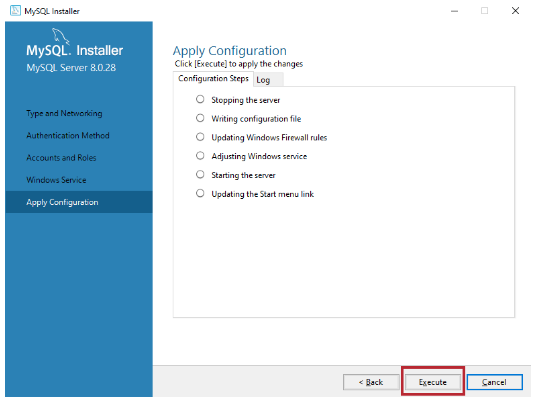 MySQL Installer
MySQL. Installer
MySQL Server 8.0.28
Type and Networking
Authentication Method
Accounts and Roles
Windows Service
Apply Configuration
Apply Configuration
Click [Execute] to apply the changes
Configuration Steps Log
Stopping the server
Writing configuration file
Updating Windows Firewall rules
Adjusting Windows service
Starting the server
Updating the Start menu link
< Back Execute Cancel